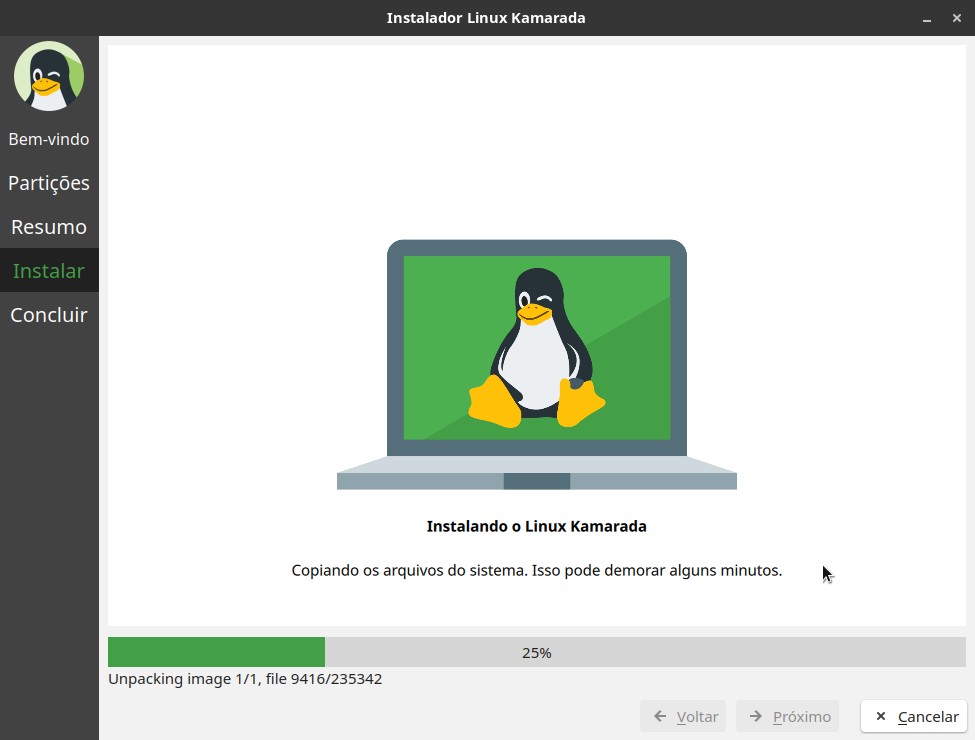 Instalador Linux Kamarada
Bem-vindo
Partições
Resumo
Instalar
Concluir
Instalando o Linux Kamarada
Copiando os arquivos do sistema. Isso pode demorar alguns minutos.
25%
Unpacking image 1/1, file 9416/235342
Voltar
Próximo
Cancelar